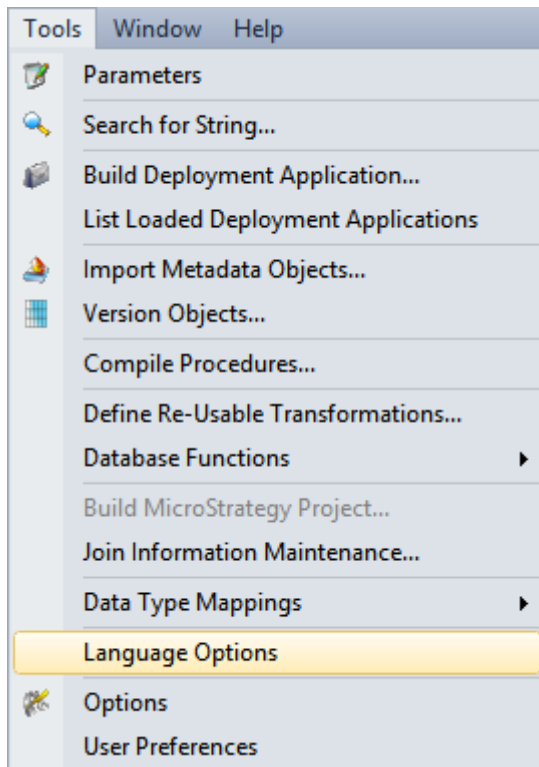 Tools Window Help
Parameters
Search for String...
Build Deployment Application...
List Loaded Deployment Applications
Import Metadata Objects...
Version Objects...
Compile Procedures...
Define Re-Usable Transformations...
Database Functions
Build MicroStrategy Project...
Join Information Maintenance...
Data Type Mappings
Language Options
Options
User Preferences